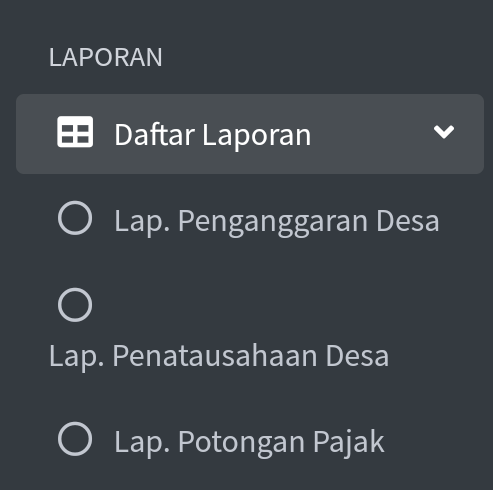 LAPORAN
Daftar Laporan
Lap. Penganggaran Desa
Lap. Penatausahaan Desa
Lap. Potongan Pajak